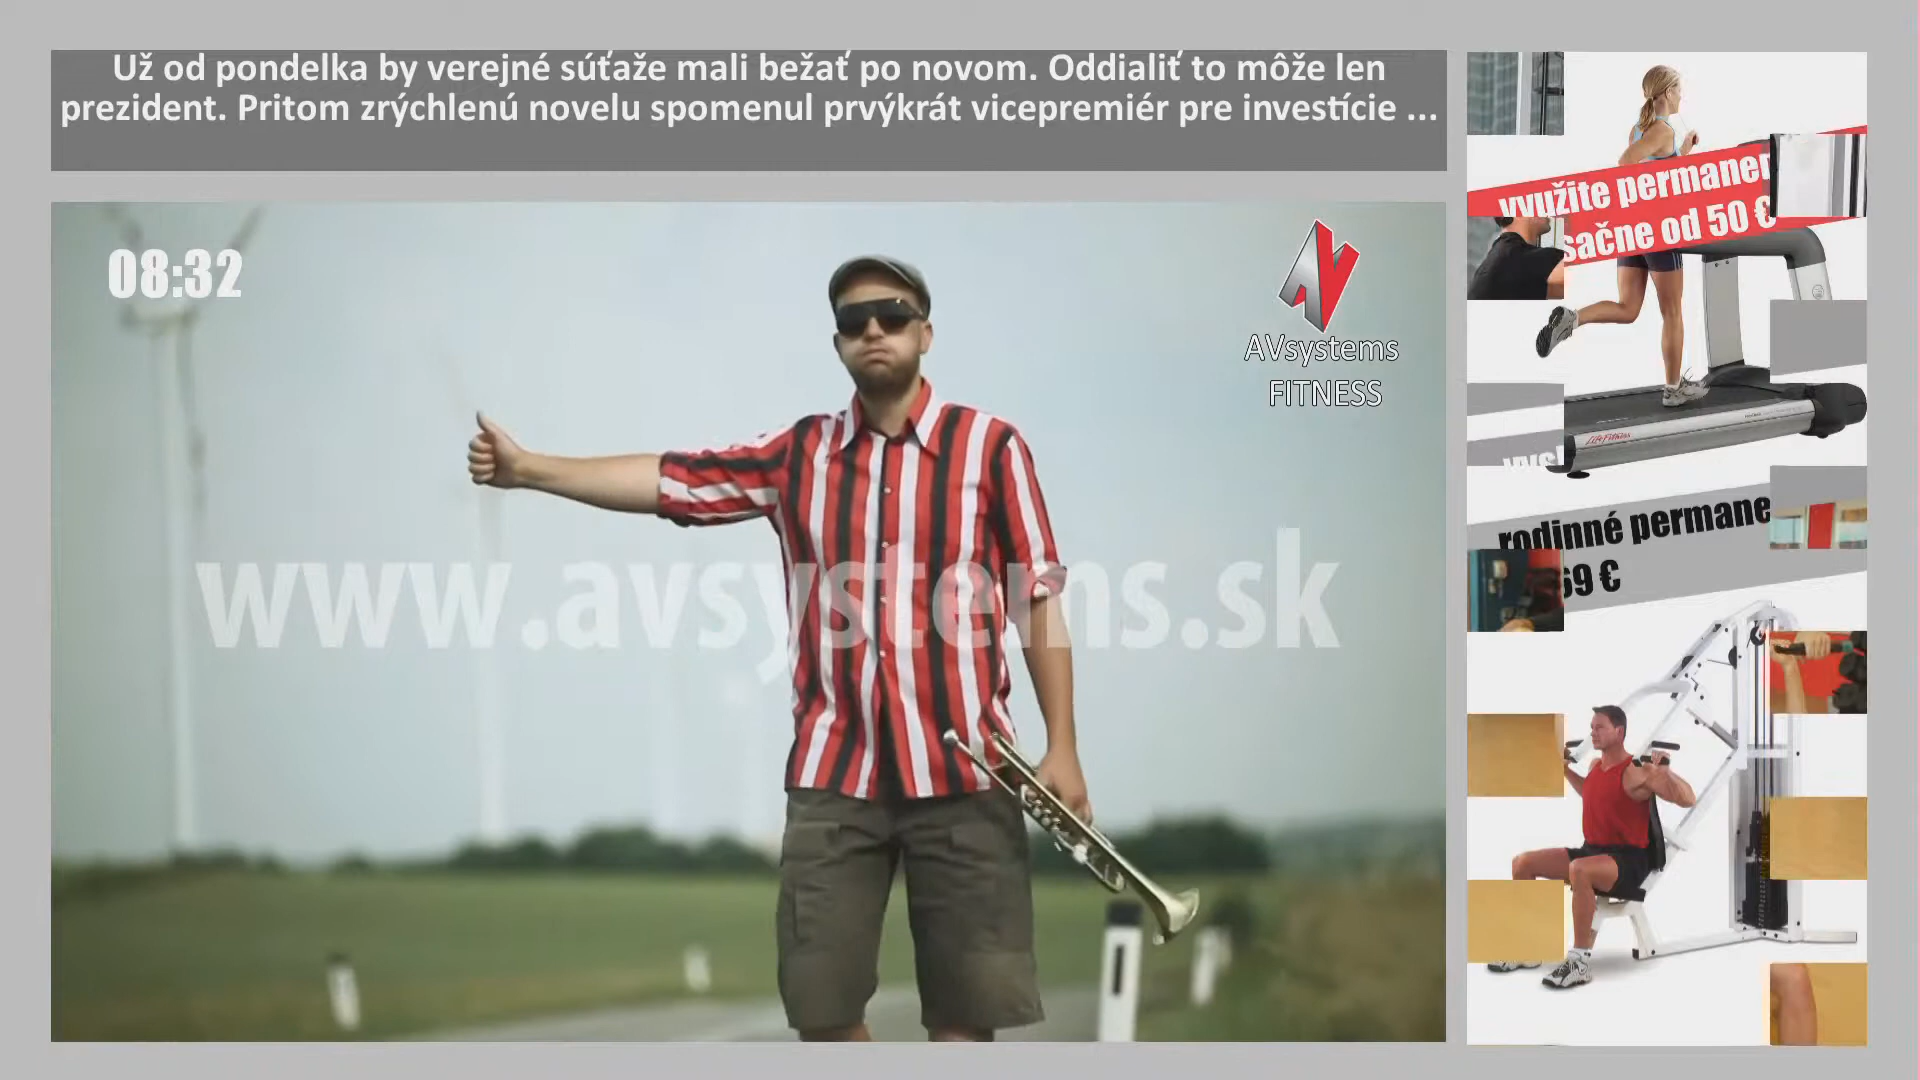 Už od pondelka by verejné súťaže mali bežať po novom. Oddialiť to môže len
prezident. Pritom zrýchlenú novelu spomenul prvýkrát vicepremiér pre investície ...
08:32
AVsystems
FITNESS
www.avsystems.sk
využite permanen
sačne od 50 €
Life Fitness
rodinné permane
69 €